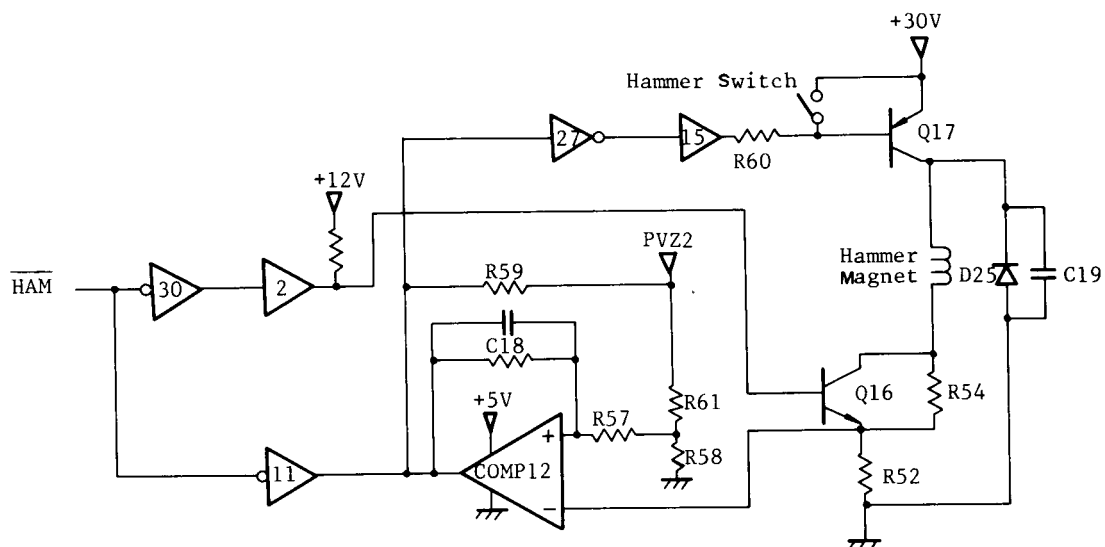 +30V
Hammer Switch
27
15
R60
Q17
+12V
PVZ2
HAM
30
2
R59
Hammer
Magnet
D25
C19
C18
+5V
R61
Q16
R54
R57
+
COMP12
R58
11
R52
−